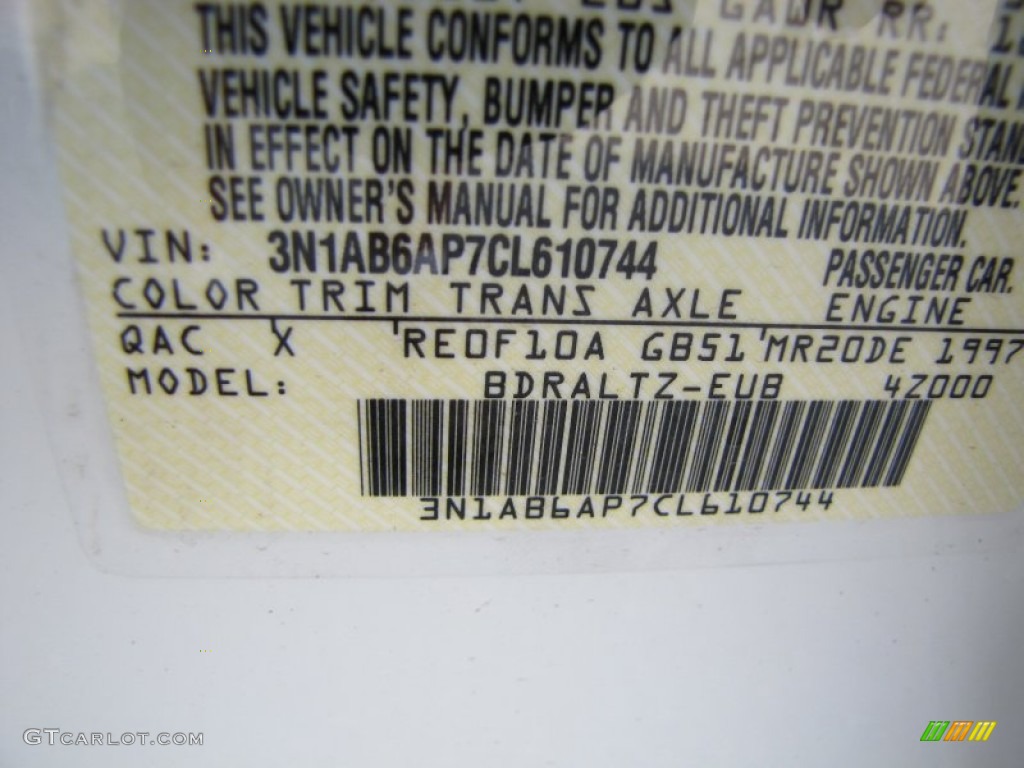 GAWR RR:
THIS VEHICLE CONFORMS TO ALL APPLICABLE FEDERAL
VEHICLE SAFETY, BUMPER AND THEFT PREVENTION STAN
IN EFFECT ON THE DATE OF MANUFACTURE SHOWN ABOVE.
SEE OWNER'S MANUAL FOR ADDITIONAL INFORMATION.
VIN: 3N1AB6AP7CL610744 PASSENGER CAR.
COLOR TRIM TRANS AXLE ENGINE
QAC X RE0F10A GB51 MR20DE 1997
MODEL: BDRALTZ-EUB 4Z000
3N1AB6AP7CL610744
GTCARLOT.COM